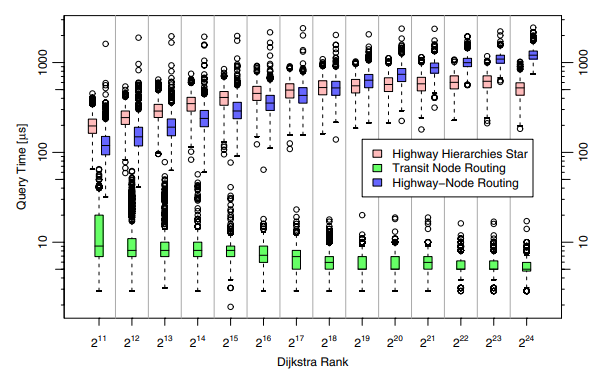 Query Time [μs]
10
100
1000
10
100
1000
Highway Hierarchies Star
Transit Node Routing
Highway−Node Routing
2^11 2^12 2^13 2^14 2^15 2^16 2^17 2^18 2^19 2^20 2^21 2^22 2^23 2^24
Dijkstra Rank